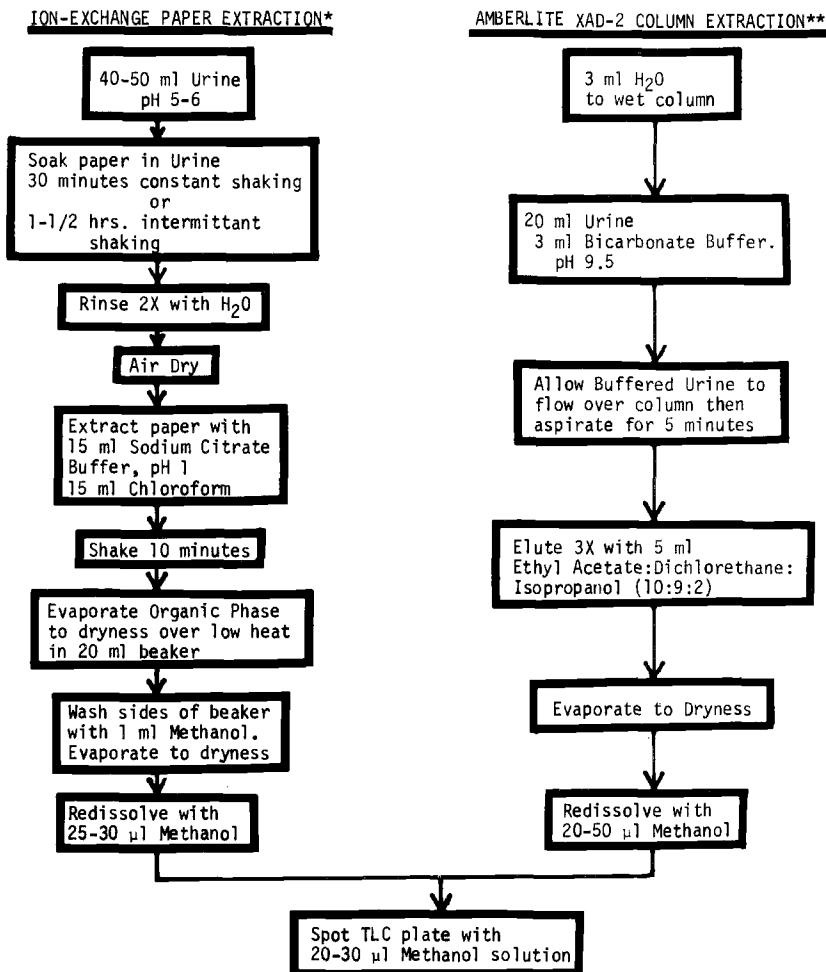 ION-EXCHANGE PAPER EXTRACTION*
40-50 ml Urine
pH 5-6
Soak paper in Urine
30 minutes constant shaking
or
1-1/2 hrs. intermittant
shaking
Rinse 2X with H₂O
Air Dry
Extract paper with
15 ml Sodium Citrate
Buffer, pH 1
15 ml Chloroform
Shake 10 minutes
Evaporate Organic Phase
to dryness over low heat
in 20 ml beaker
Wash sides of beaker
with 1 ml Methanol.
Evaporate to dryness
Redissolve with
25-30 µl Methanol
AMBERLITE XAD-2 COLUMN EXTRACTION**
3 ml H₂O
to wet column
20 ml Urine
3 ml Bicarbonate Buffer.
pH 9.5
Allow Buffered Urine to
flow over column then
aspirate for 5 minutes
Elute 3X with 5 ml
Ethyl Acetate:Dichlorethane:
Isopropanol (10:9:2)
Evaporate to Dryness
Redissolve with
20-50 µl Methanol
Spot TLC plate with
20-30 µl Methanol solution